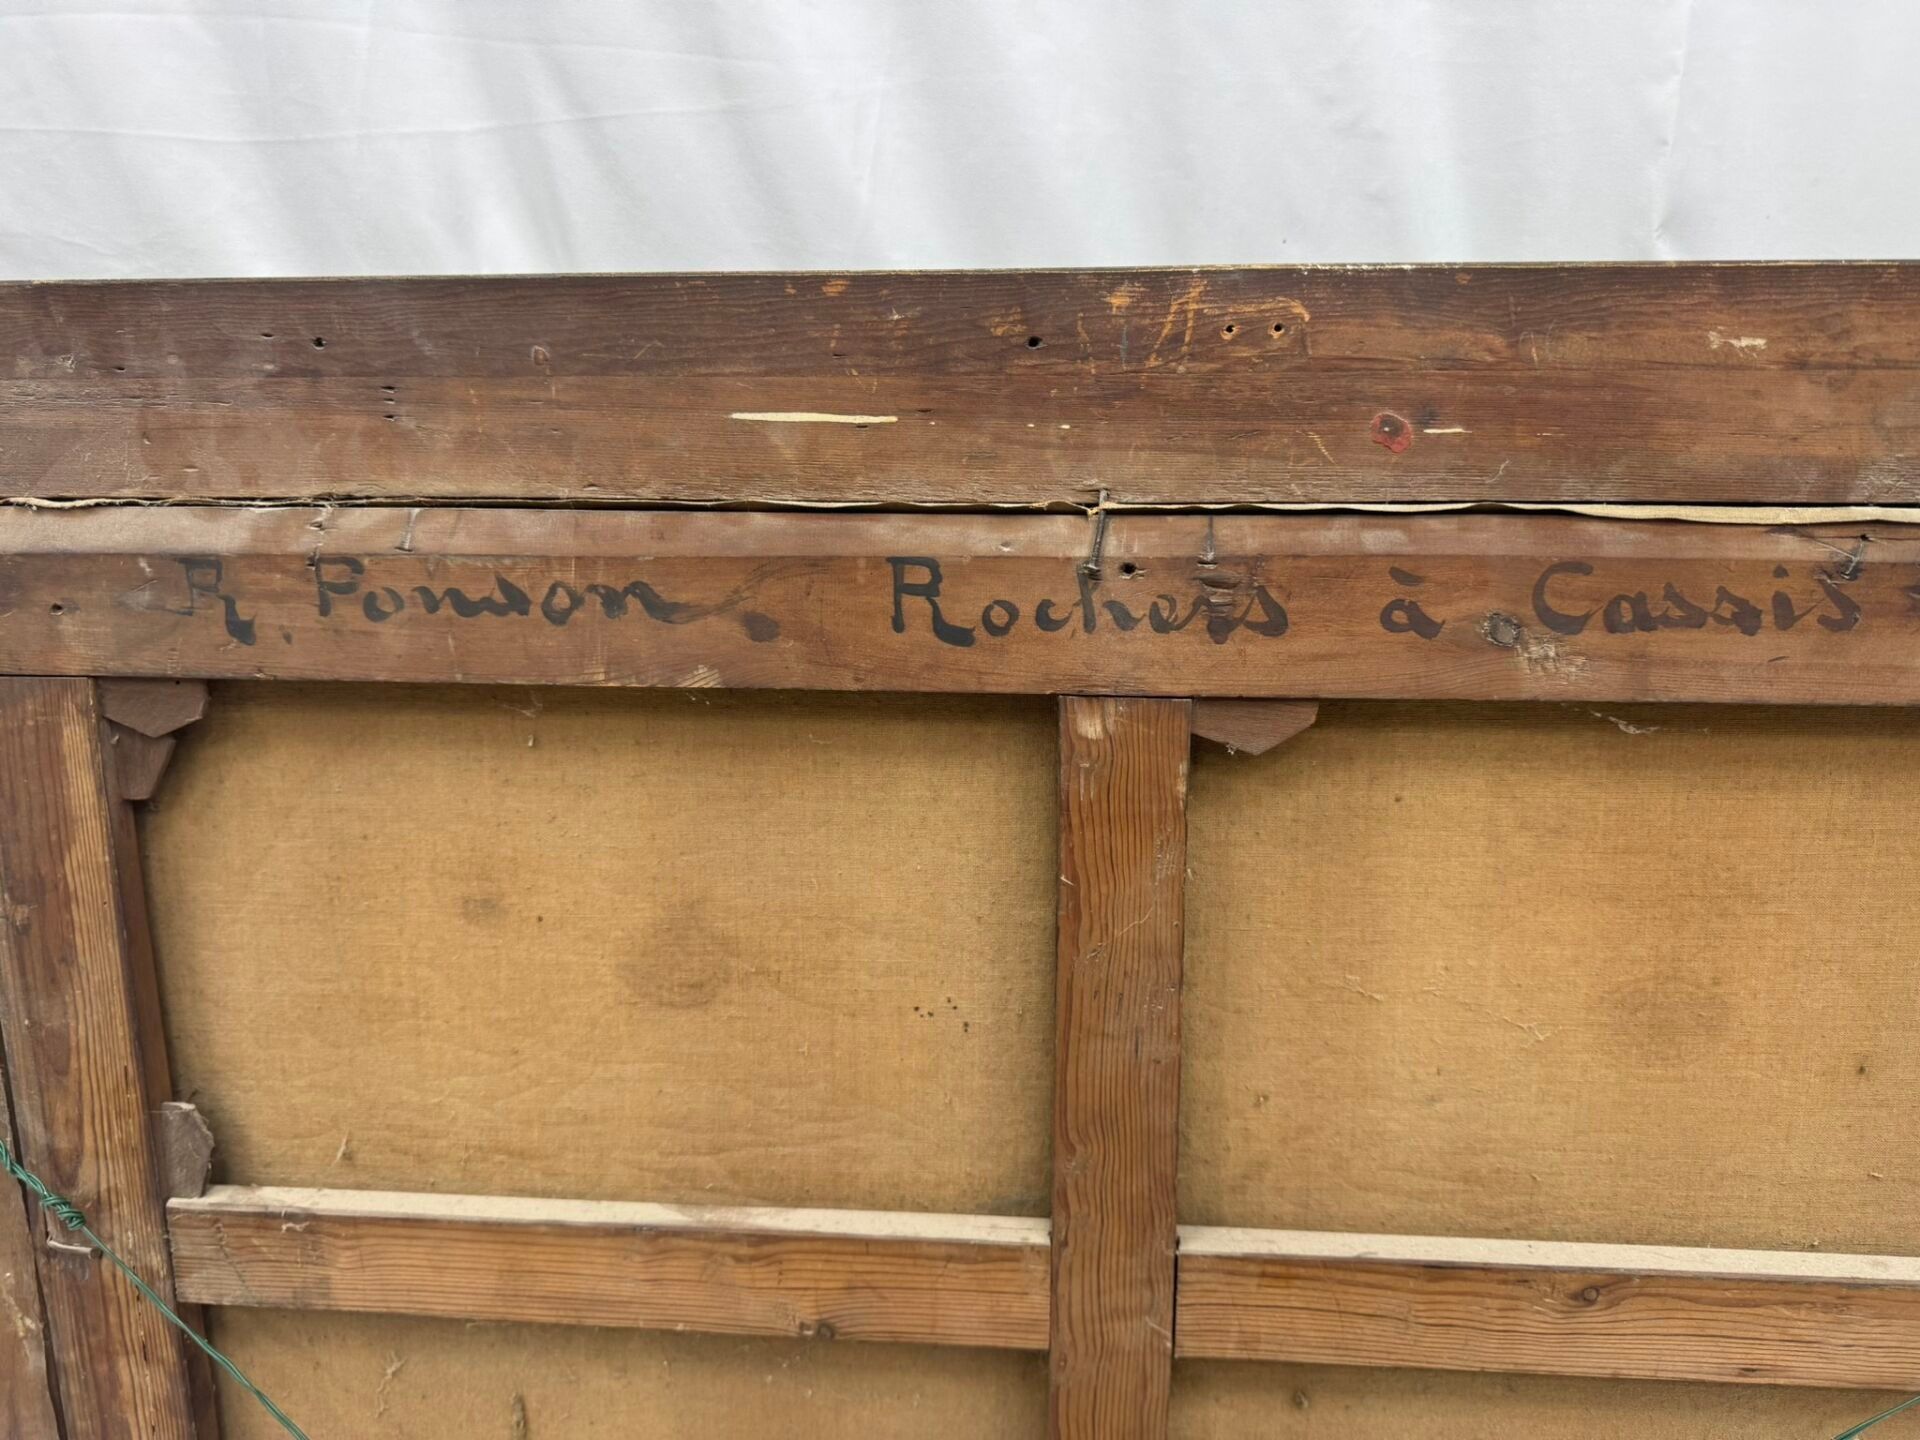 R. Ponson. Rochers à Cassis